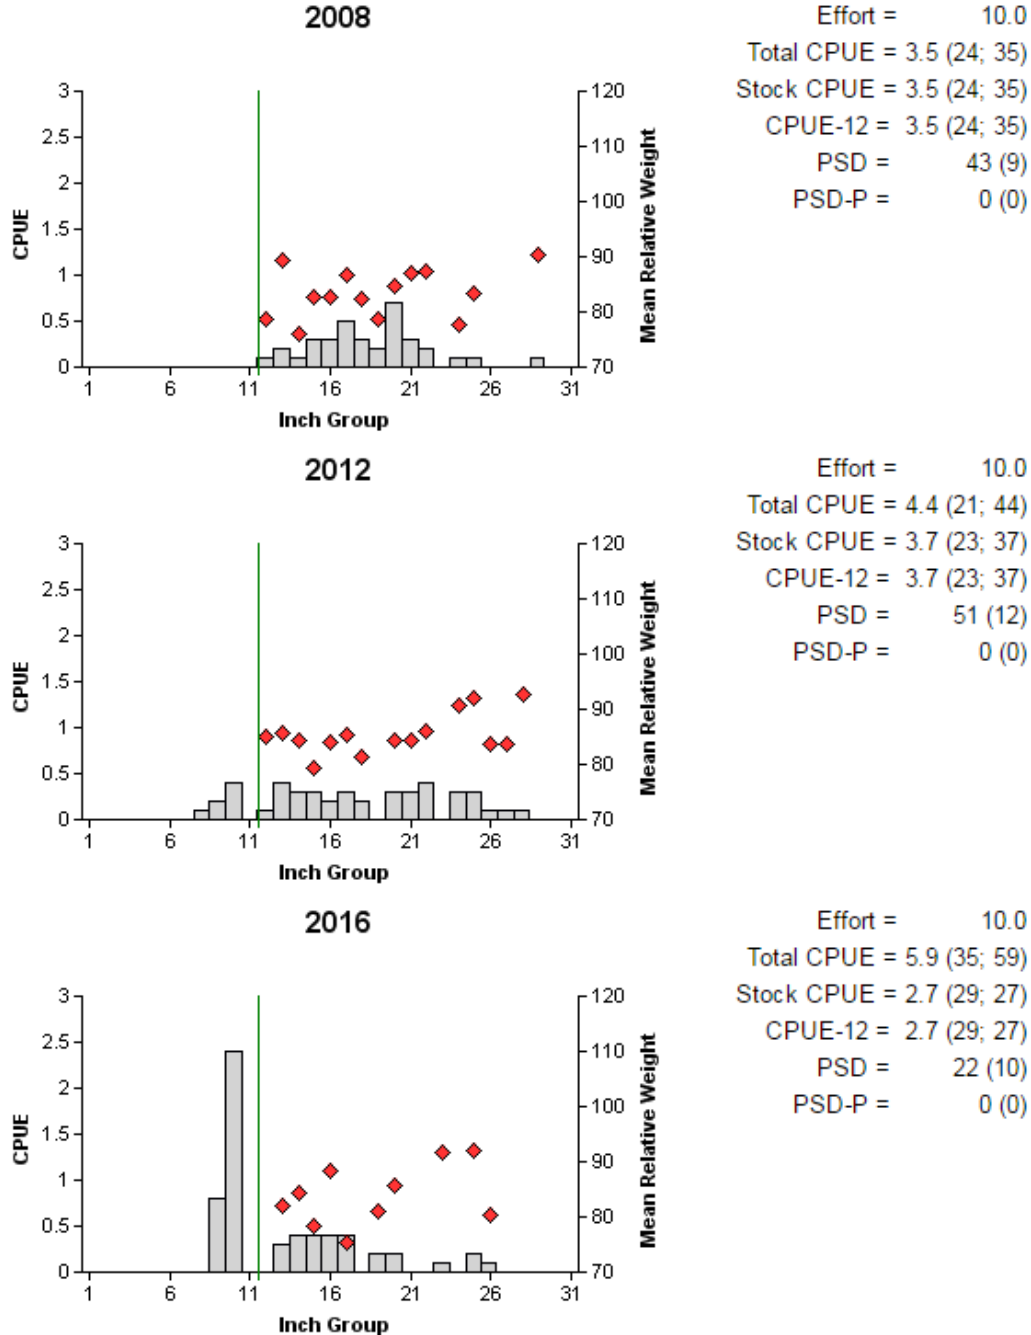 2008
Effort = 10.0
Total CPUE = 3.5 (24; 35)
Stock CPUE = 3.5 (24; 35)
CPUE-12 = 3.5 (24; 35)
PSD = 43 (9)
PSD-P = 0 (0)
3
2.5
2
1.5
1
0.5
0
CPUE
120
110
100
90
80
70
Mean Relative Weight
1 6 11 16 21 26 31
Inch Group
2012
Effort = 10.0
Total CPUE = 4.4 (21; 44)
Stock CPUE = 3.7 (23; 37)
CPUE-12 = 3.7 (23; 37)
PSD = 51 (12)
PSD-P = 0 (0)
3
2.5
2
1.5
1
0.5
0
CPUE
120
110
100
90
80
70
Mean Relative Weight
1 6 11 16 21 26 31
Inch Group
2016
Effort = 10.0
Total CPUE = 5.9 (35; 59)
Stock CPUE = 2.7 (29; 27)
CPUE-12 = 2.7 (29; 27)
PSD = 22 (10)
PSD-P = 0 (0)
3
2.5
2
1.5
1
0.5
0
CPUE
120
110
100
90
80
70
Mean Relative Weight
1 6 11 16 21 26 31
Inch Group